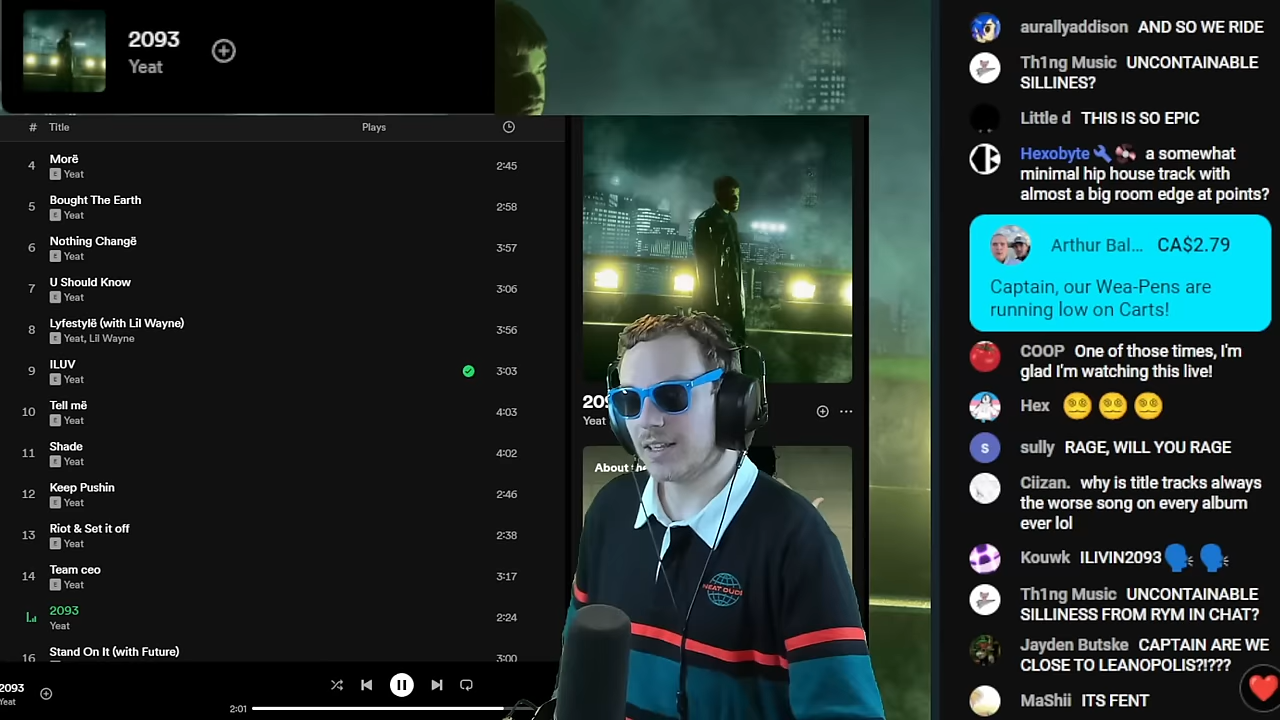 2093
Yeat
# Title Plays
4 Morë 2:45
E Yeat
5 Bought The Earth 2:58
E Yeat
6 Nothing Changë 3:57
E Yeat
7 U Should Know 3:06
E Yeat
8 Lyfestylë (with Lil Wayne) 3:56
E Yeat, Lil Wayne
9 ILUV 3:03
E Yeat
10 Tell më 4:03
E Yeat
11 Shade 4:02
E Yeat
12 Keep Pushin 2:46
E Yeat
13 Riot & Set it off 2:38
E Yeat
14 Team ceo 3:17
E Yeat
2093 2:24
Yeat
16 Stand On It (with Future) 3:00
2093
Yeat
2:01
Yeat
About
NEAT DUDE
aurallyaddison AND SO WE RIDE
Th1ng Music UNCONTAINABLE
SILLINES?
Little d THIS IS SO EPIC
Hexobyte a somewhat
minimal hip house track with
almost a big room edge at points?
Arthur Bal... CA$2.79
Captain, our Wea-Pens are
running low on Carts!
COOP One of those times, I'm
glad I'm watching this live!
Hex
S sully RAGE, WILL YOU RAGE
Ciizan. why is title tracks always
the worse song on every album
ever lol
Kouwk ILIVIN2093
Th1ng Music UNCONTAINABLE
SILLINESS FROM RYM IN CHAT?
Jayden Butske CAPTAIN ARE WE
CLOSE TO LEANOPOLIS?!???
MaShii ITS FENT